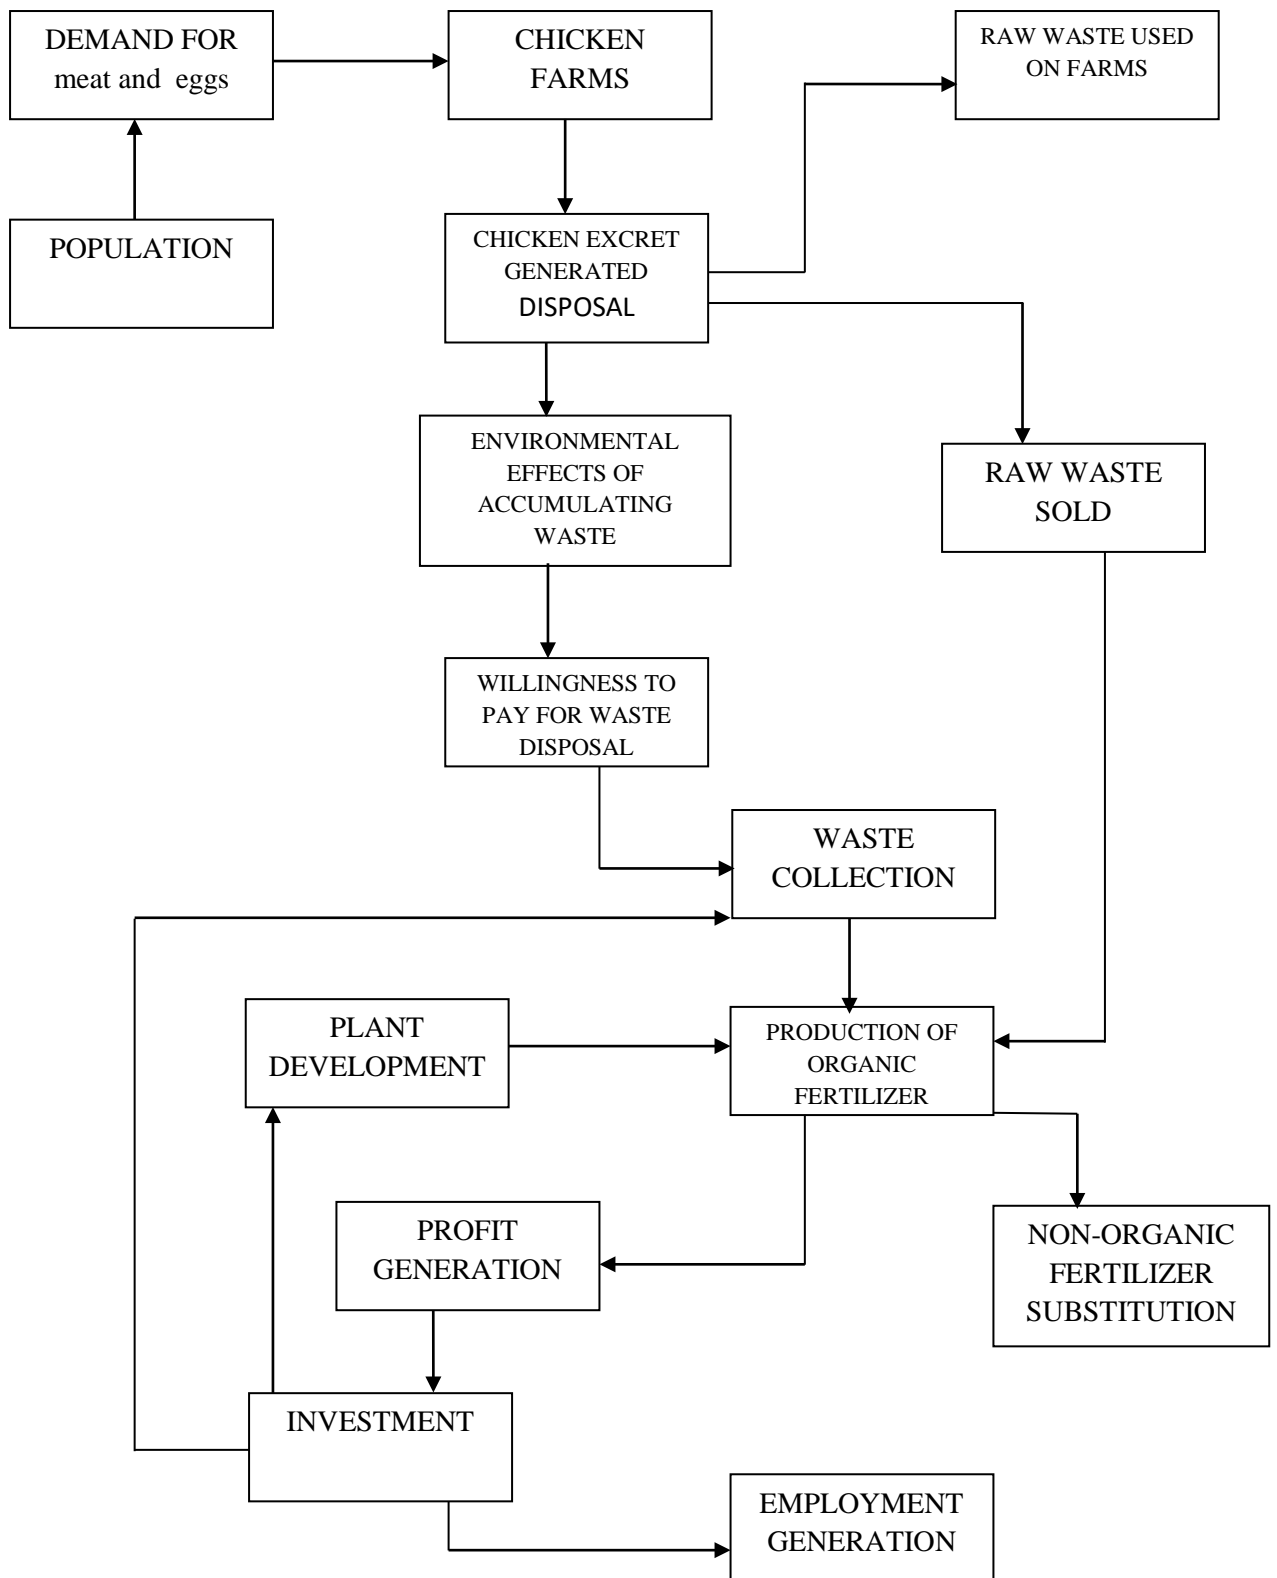 DEMAND FOR
meat and eggs
CHICKEN
FARMS
RAW WASTE USED
ON FARMS
POPULATION
CHICKEN EXCRET
GENERATED
DISPOSAL
ENVIRONMENTAL
EFFECTS OF
ACCUMULATING
WASTE
RAW WASTE
SOLD
WILLINGNESS TO
PAY FOR WASTE
DISPOSAL
WASTE
COLLECTION
PLANT
DEVELOPMENT
PRODUCTION OF
ORGANIC
FERTILIZER
PROFIT
GENERATION
NON-ORGANIC
FERTILIZER
SUBSTITUTION
INVESTMENT
EMPLOYMENT
GENERATION